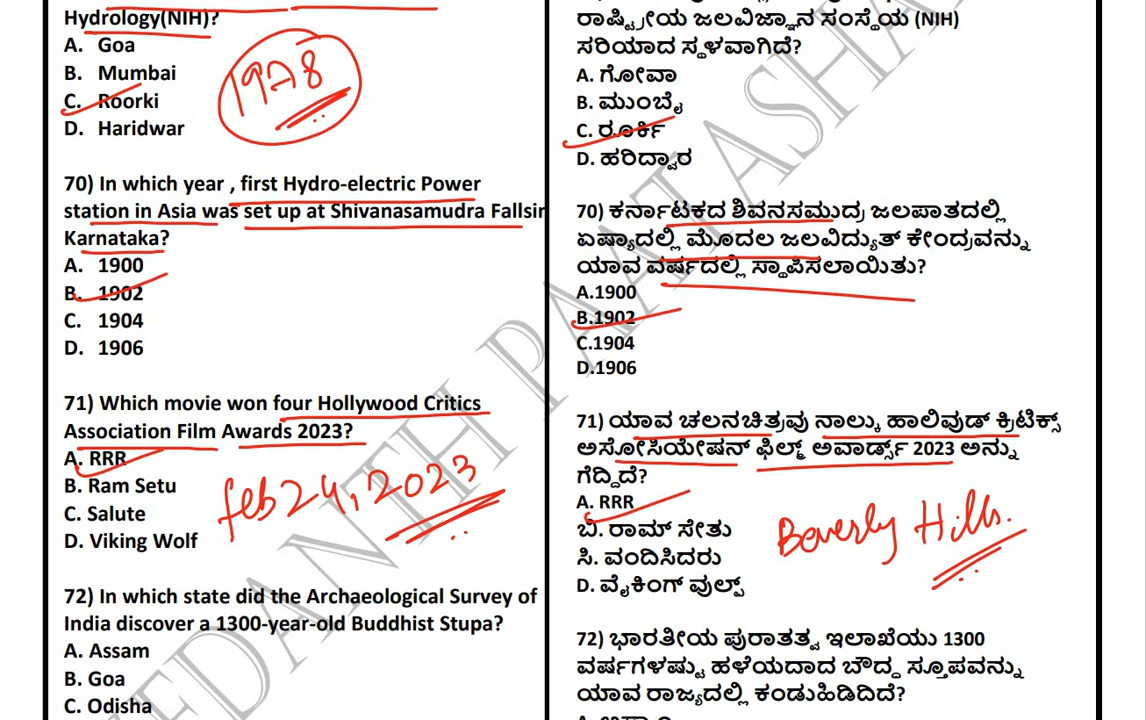 Hydrology(NIH)?
A. Goa
B. Mumbai
C. Roorki
D. Haridwar
1978
70) In which year , first Hydro-electric Power
station in Asia was set up at Shivanasamudra Fallsin
Karnataka?
A. 1900
B. 1902
C. 1904
D. 1906
71) Which movie won four Hollywood Critics
Association Film Awards 2023?
A. RRR
B. Ram Setu
C. Salute
D. Viking Wolf
feb 24, 2023
72) In which state did the Archaeological Survey of
India discover a 1300-year-old Buddhist Stupa?
A. Assam
B. Goa
C. Odisha
ರಾಷ್ಟ್ರೀಯ ಜಲವಿಜ್ಞಾನ ಸಂಸ್ಥೆಯ (NIH)
ಸರಿಯಾದ ಸ್ಥಳವಾಗಿದೆ?
A. ಗೋವಾ
B. ಮುಂಬೈ
C. ರೂರ್ಕಿ
D. ಹರಿದ್ವಾರ
70) ಕರ್ನಾಟಕದ ಶಿವನಸಮುದ್ರ ಜಲಪಾತದಲ್ಲಿ
ಏಷ್ಯಾದಲ್ಲಿ ಮೊದಲ ಜಲವಿದ್ಯುತ್ ಕೇಂದ್ರವನ್ನು
ಯಾವ ವರ್ಷದಲ್ಲಿ ಸ್ಥಾಪಿಸಲಾಯಿತು?
A.1900
B.1902
C.1904
D.1906
71) ಯಾವ ಚಲನಚಿತ್ರವು ನಾಲ್ಕು ಹಾಲಿವುಡ್ ಕ್ರಿಟಿಕ್ಸ್
ಅಸೋಸಿಯೇಷನ್ ಫಿಲ್ಮ್ ಅವಾರ್ಡ್ಸ್ 2023 ಅನ್ನು
ಗೆದ್ದಿದೆ?
A. RRR
ಬಿ. ರಾಮ್ ಸೇತು
ಸಿ. ವಂದಿಸಿದರು
D. ವೈಕಿಂಗ್ ವುಲ್ಫ್
Beverly Hills.
72) ಭಾರತೀಯ ಪುರಾತತ್ವ ಇಲಾಖೆಯು 1300
ವರ್ಷಗಳಷ್ಟು ಹಳೆಯದಾದ ಬೌದ್ಧ ಸ್ತೂಪವನ್ನು
ಯಾವ ರಾಜ್ಯದಲ್ಲಿ ಕಂಡುಹಿಡಿದಿದೆ?
EDANTH PAATASHA